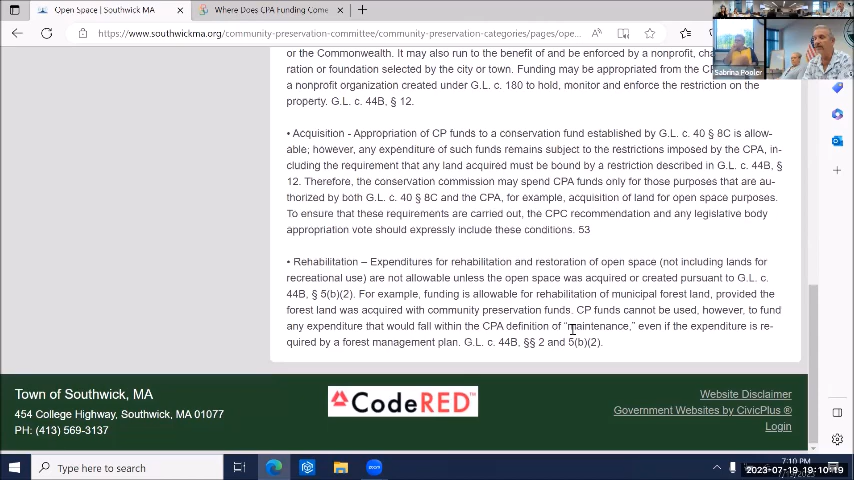 Open Space | Southwick MA
Where Does CPA Funding Come
https://www.southwickma.org/community-preservation-committee/community-preservation-categories/pages/ope...
Sabrina Pooler
or the Commonwealth. It may also run to the benefit of and be enforced by a nonprofit, cha
ration or foundation selected by the city or town. Funding may be appropriated from the CP
a nonprofit organization created under G.L. c. 180 to hold, monitor and enforce the restriction on the
property. G.L. c. 44B, § 12.
• Acquisition - Appropriation of CP funds to a conservation fund established by G.L. c. 40 § 8C is allow-
able; however, any expenditure of such funds remains subject to the restrictions imposed by the CPA, in-
cluding the requirement that any land acquired must be bound by a restriction described in G.L. c. 44B, §
12. Therefore, the conservation commission may spend CPA funds only for those purposes that are au-
thorized by both G.L. c. 40 § 8C and the CPA, for example, acquisition of land for open space purposes.
To ensure that these requirements are carried out, the CPC recommendation and any legislative body
appropriation vote should expressly include these conditions. 53
• Rehabilitation – Expenditures for rehabilitation and restoration of open space (not including lands for
recreational use) are not allowable unless the open space was acquired or created pursuant to G.L. c.
44B, § 5(b)(2). For example, funding is allowable for rehabilitation of municipal forest land, provided the
forest land was acquired with community preservation funds. CP funds cannot be used, however, to fund
any expenditure that would fall within the CPA definition of “maintenance,” even if the expenditure is re-
quired by a forest management plan. G.L. c. 44B, §§ 2 and 5(b)(2).
Town of Southwick, MA
454 College Highway, Southwick, MA 01077
PH: (413) 569-3137
CodeRED
Website Disclaimer
Government Websites by CivicPlus ®
Login
Type here to search
7:10 PM
2023-07-19 19:10:19